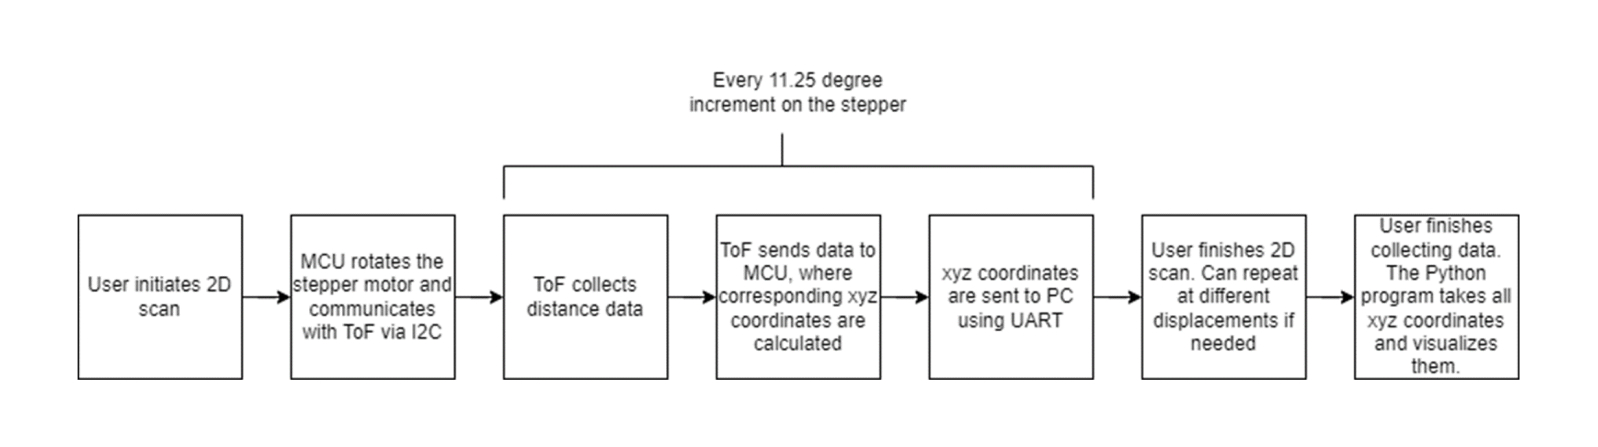 Every 11.25 degree
increment on the stepper
User initiates 2D
scan
MCU rotates the
stepper motor and
communicates
with ToF via I2C
ToF collects
distance data
ToF sends data to
MCU, where
corresponding xyz
coordinates are
calculated
xyz coordinates
are sent to PC
using UART
User finishes 2D
scan. Can repeat
at different
displacements if
needed
User finishes
collecting data.
The Python
program takes all
xyz coordinates
and visualizes
them.